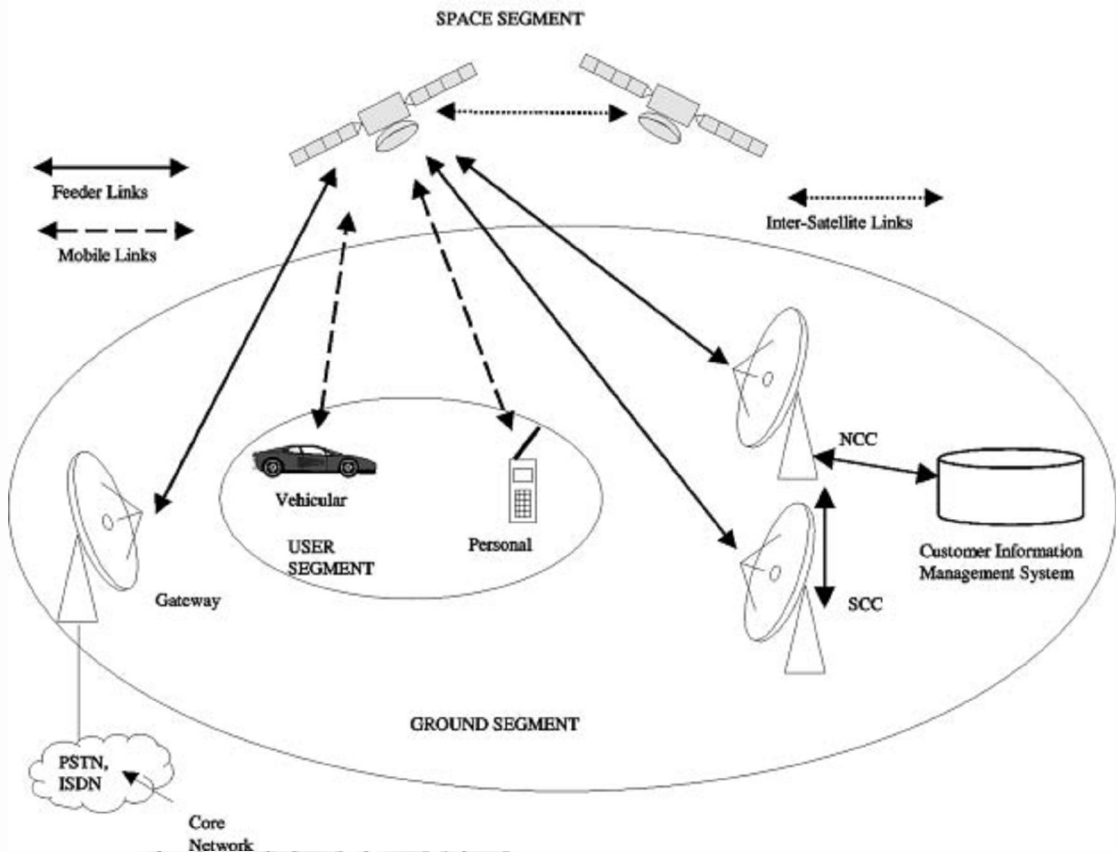 SPACE SEGMENT
Feeder Links
Mobile Links
Inter-Satellite Links
NCC
Vehicular
Personal
USER
SEGMENT
Customer Information
Management System
Gateway
SCC
GROUND SEGMENT
PSTN,
ISDN
Core
Network